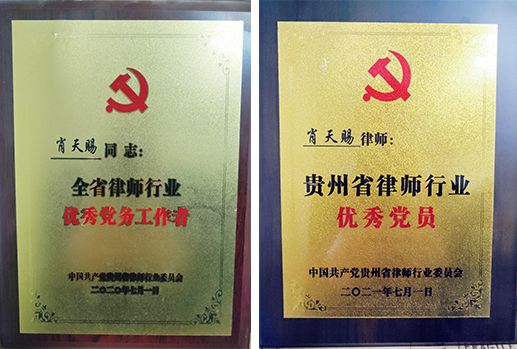 肖天赐 同志：
全省律师行业
优秀党务工作者
中国共产党贵州省律师行业委员会
二〇二〇年七月一日
肖天赐 律师：
贵州省律师行业
优秀党员
中国共产党贵州省律师行业委员会
二〇二一年七月一日